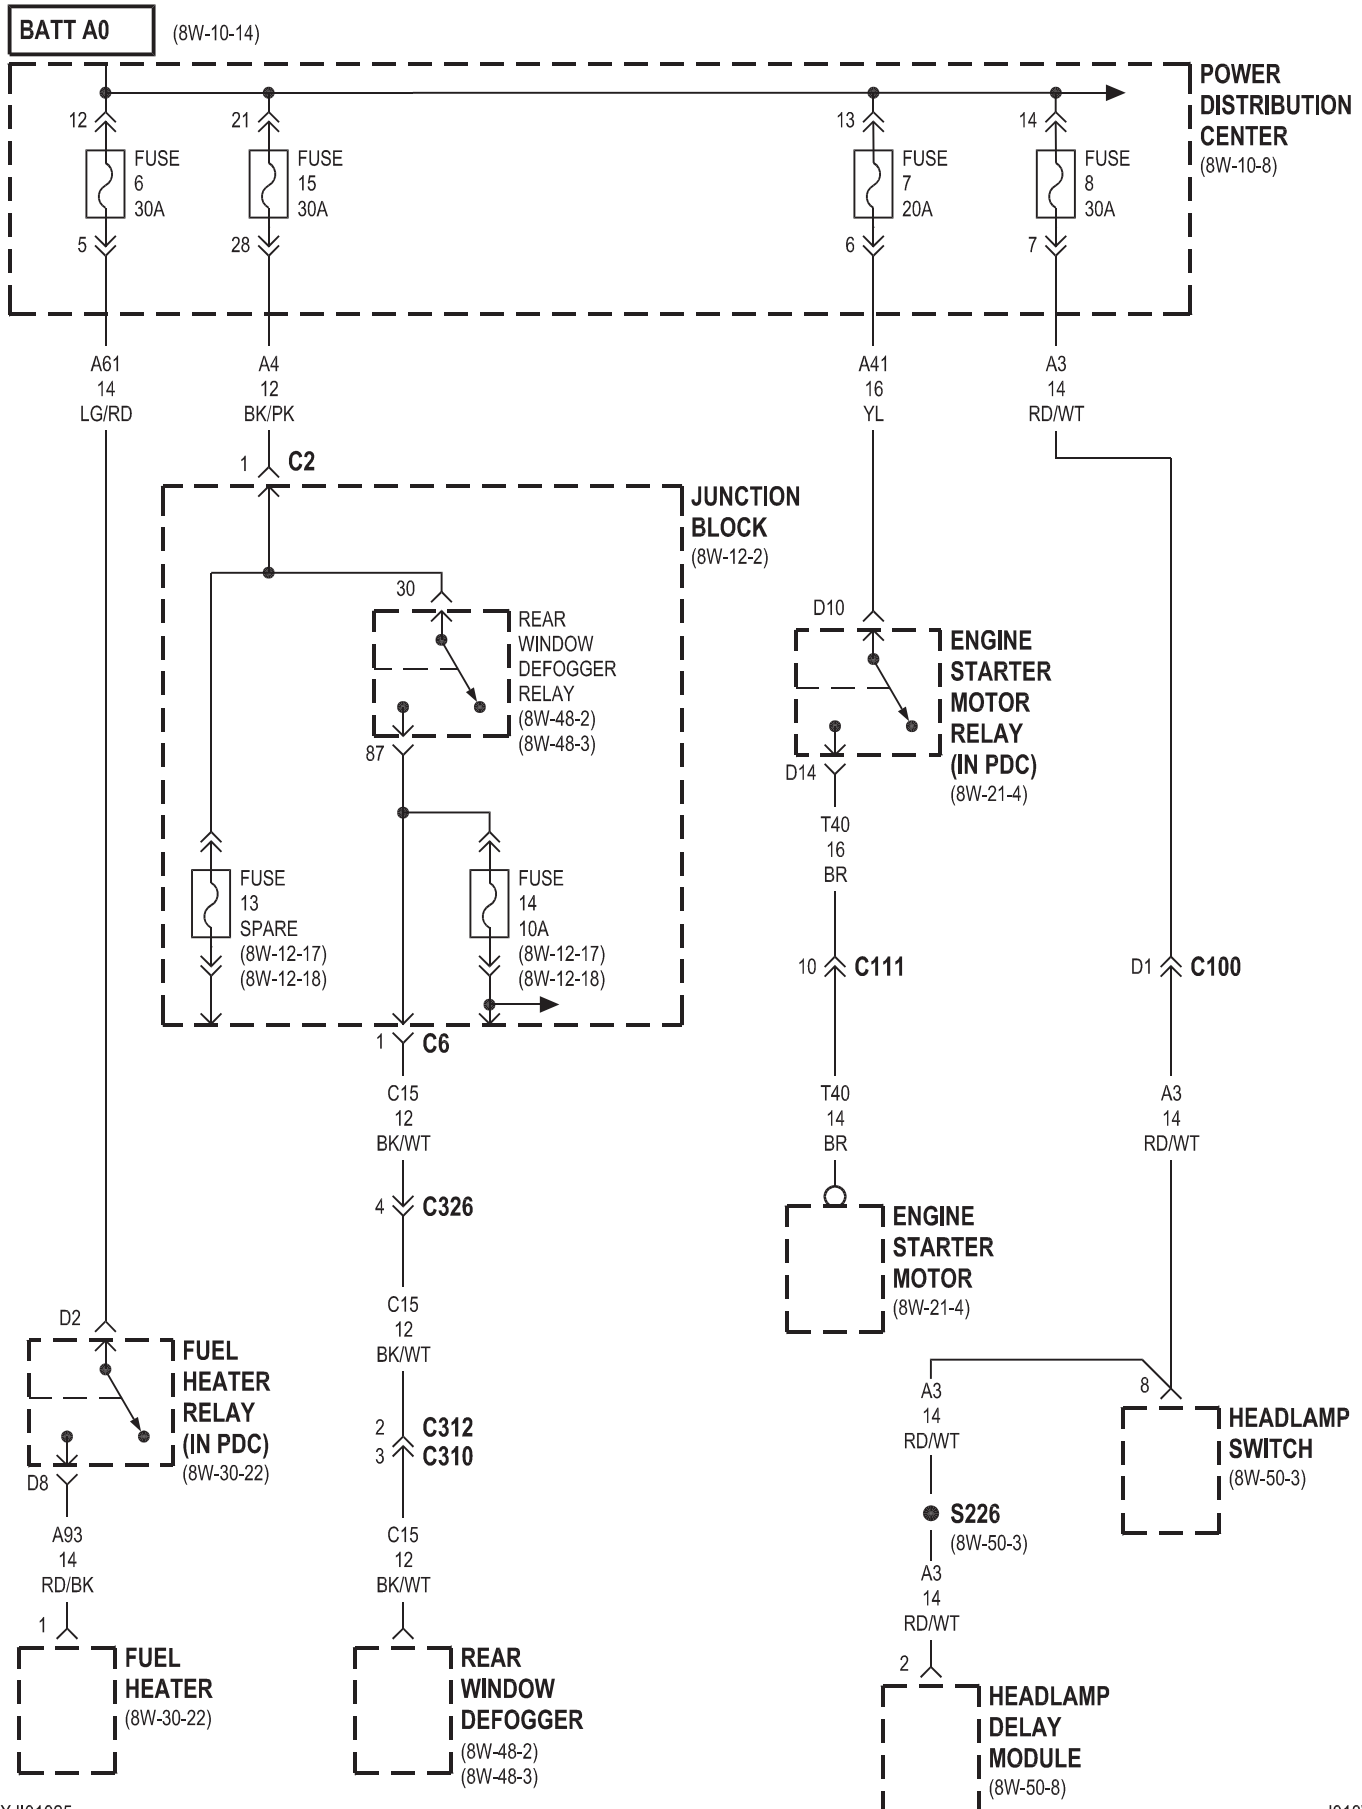 BATT A0
(8W-10-14)
POWER
DISTRIBUTION
CENTER
(8W-10-8)
12
FUSE
6
30A
5
21
FUSE
15
30A
28
13
FUSE
7
20A
6
14
FUSE
8
30A
7
A61
14
LG/RD
A4
12
BK/PK
A41
16
YL
A3
14
RD/WT
1
C2
JUNCTION
BLOCK
(8W-12-2)
30
REAR
WINDOW
DEFOGGER
RELAY
(8W-48-2)
(8W-48-3)
87
D10
ENGINE
STARTER
MOTOR
RELAY
(IN PDC)
(8W-21-4)
D14
T40
16
BR
FUSE
13
SPARE
(8W-12-17)
(8W-12-18)
FUSE
14
10A
(8W-12-17)
(8W-12-18)
10
C111
D1
C100
1
C6
C15
12
BK/WT
T40
14
BR
A3
14
RD/WT
4
C326
ENGINE
STARTER
MOTOR
(8W-21-4)
C15
12
BK/WT
D2
FUEL
HEATER
RELAY
(IN PDC)
(8W-30-22)
D8
2
C312
3
C310
A3
14
RD/WT
8
HEADLAMP
SWITCH
(8W-50-3)
S226
(8W-50-3)
A93
14
RD/BK
C15
12
BK/WT
A3
14
RD/WT
1
FUEL
HEATER
(8W-30-22)
REAR
WINDOW
DEFOGGER
(8W-48-2)
(8W-48-3)
2
HEADLAMP
DELAY
MODULE
(8W-50-8)